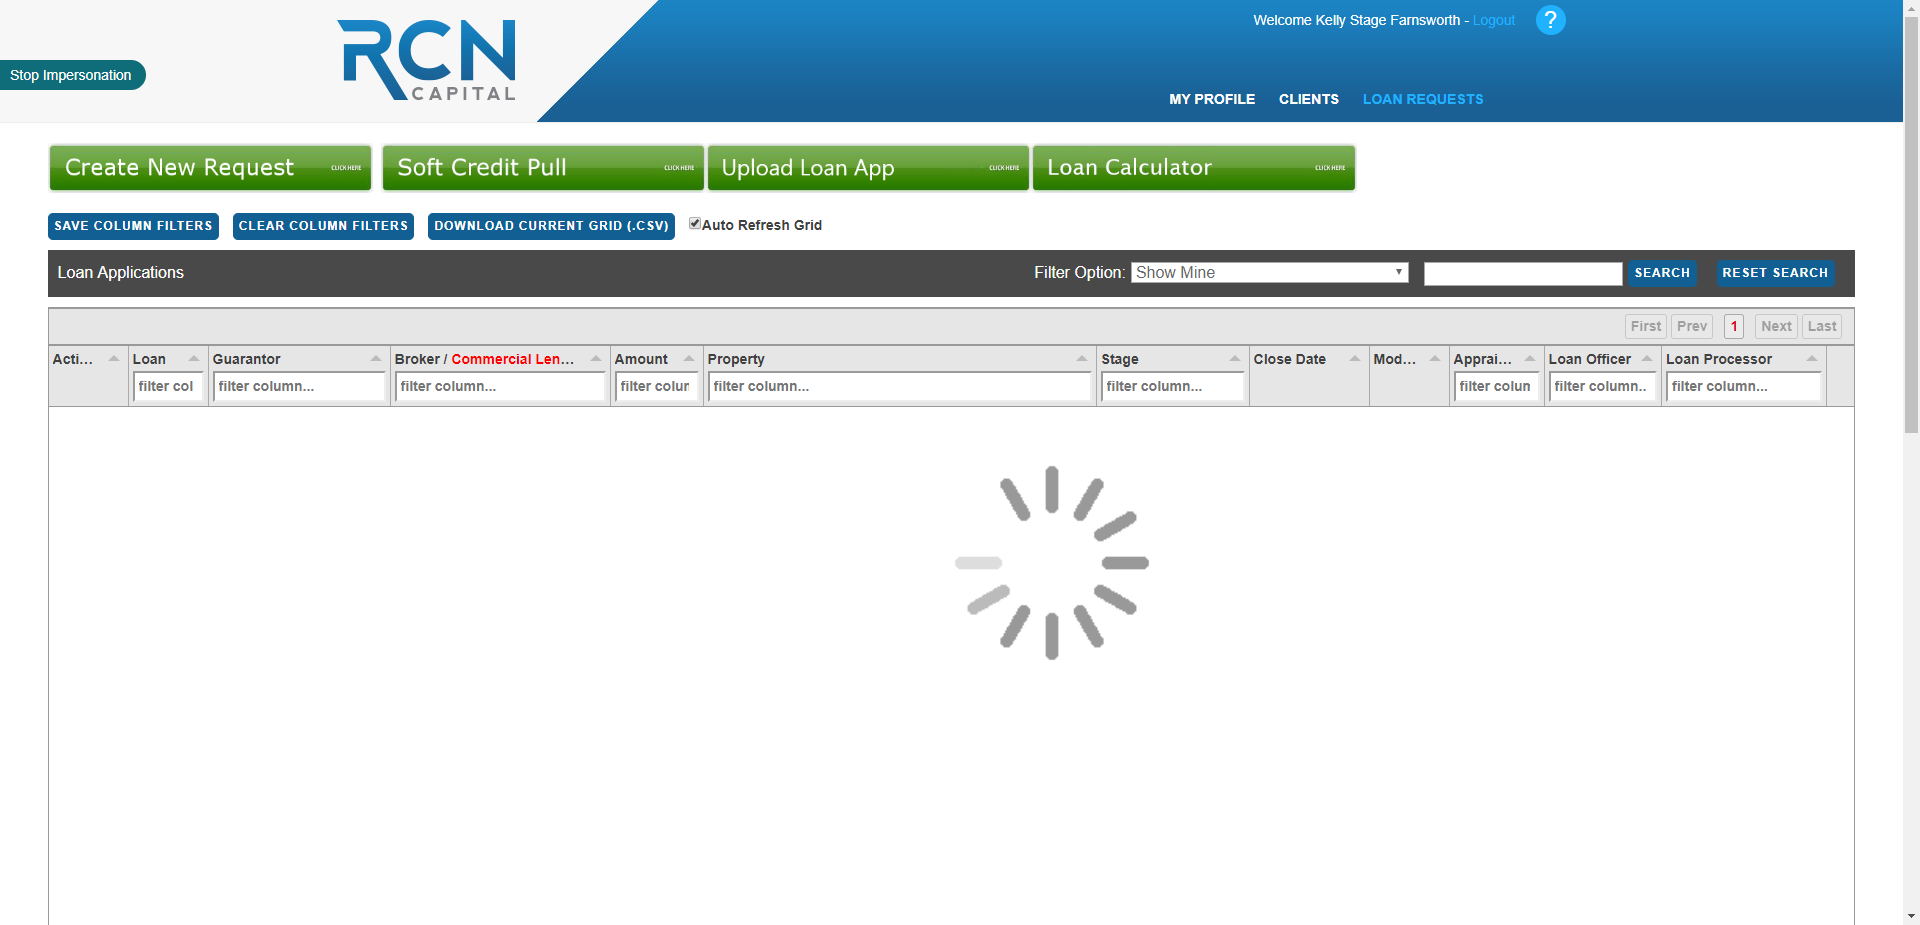 Welcome Kelly Stage Farnsworth - Logout ?
RCN
CAPITAL
Stop Impersonation
MY PROFILE CLIENTS LOAN REQUESTS
Create New Request CLICK HERE Soft Credit Pull CLICK HERE Upload Loan App CLICK HERE Loan Calculator CLICK HERE
SAVE COLUMN FILTERS CLEAR COLUMN FILTERS DOWNLOAD CURRENT GRID (.CSV) Auto Refresh Grid
Loan Applications Filter Option: Show Mine SEARCH RESET SEARCH
First Prev 1 Next Last
Acti... Loan Guarantor Broker / Commercial Len... Amount Property Stage Close Date Mod... Apprai... Loan Officer Loan Processor
filter col filter column... filter column... filter colun filter column... filter column... filter colun filter column.. filter column...